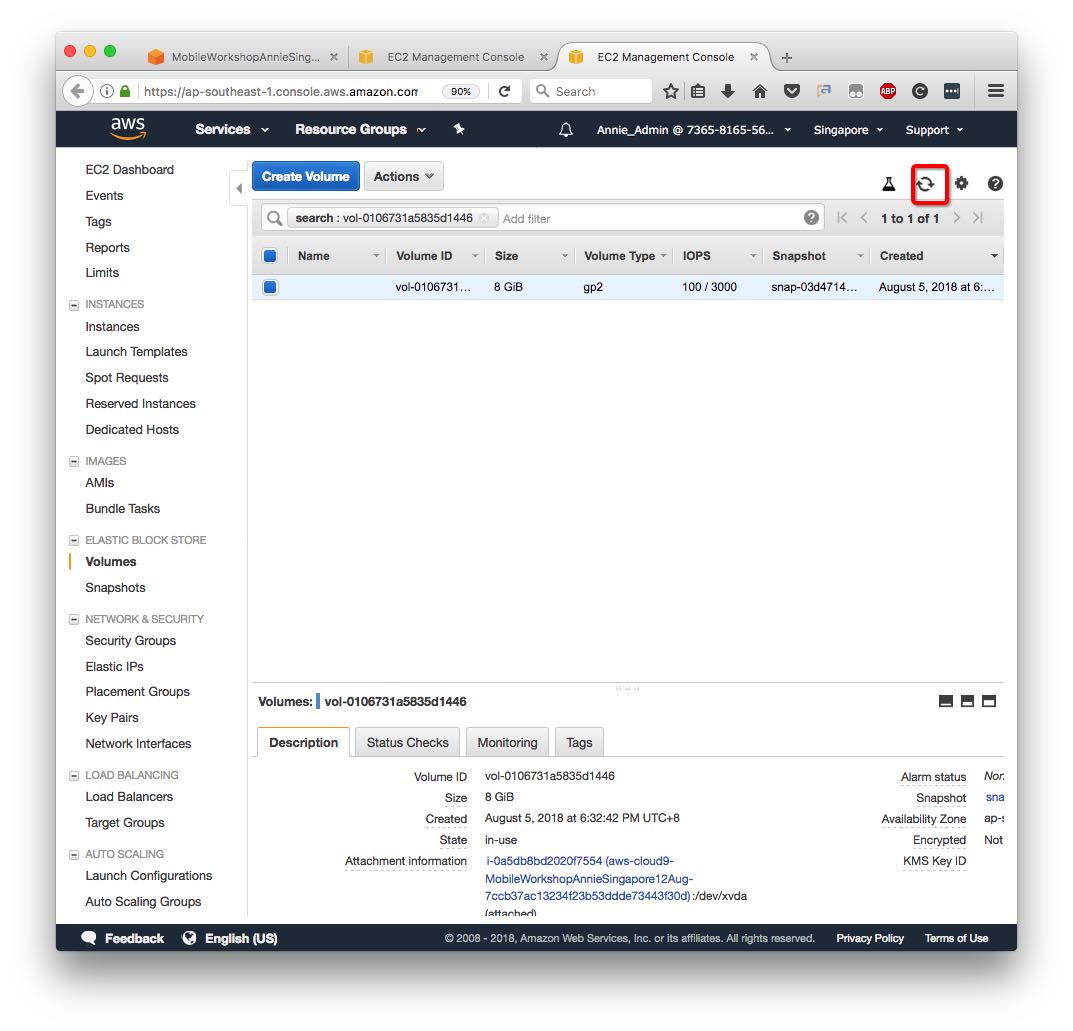 MobileWorkshopAnnieSing...
EC2 Management Console
EC2 Management Console
https://ap-southeast-1.console.aws.amazon.com
90%
Search
ABP
aws
Services
Resource Groups
Annie_Admin @ 7365-8165-56...
Singapore
Support
EC2 Dashboard
Events
Tags
Reports
Limits
INSTANCES
Instances
Launch Templates
Spot Requests
Reserved Instances
Dedicated Hosts
IMAGES
AMIs
Bundle Tasks
ELASTIC BLOCK STORE
Volumes
Snapshots
NETWORK & SECURITY
Security Groups
Elastic IPs
Placement Groups
Key Pairs
Network Interfaces
LOAD BALANCING
Load Balancers
Target Groups
AUTO SCALING
Launch Configurations
Auto Scaling Groups
Create Volume
Actions
search : vol-0106731a5835d1446
Add filter
1 to 1 of 1
Name Volume ID Size Volume Type IOPS Snapshot Created
vol-0106731... 8 GiB gp2 100 / 3000 snap-03d4714... August 5, 2018 at 6:...
Volumes: vol-0106731a5835d1446
Description Status Checks Monitoring Tags
Volume ID vol-0106731a5835d1446
Size 8 GiB
Created August 5, 2018 at 6:32:42 PM UTC+8
State in-use
Attachment information i-0a5db8bd2020f7554 (aws-cloud9-
MobileWorkshopAnnieSingapore12Aug-
7ccb37ac13234f23b53ddde73443f30d):/dev/xvda
(attached)
Alarm status Non
Snapshot sna
Availability Zone ap-s
Encrypted Not
KMS Key ID
Feedback
English (US)
© 2008 - 2018, Amazon Web Services, Inc. or its affiliates. All rights reserved.
Privacy Policy
Terms of Use